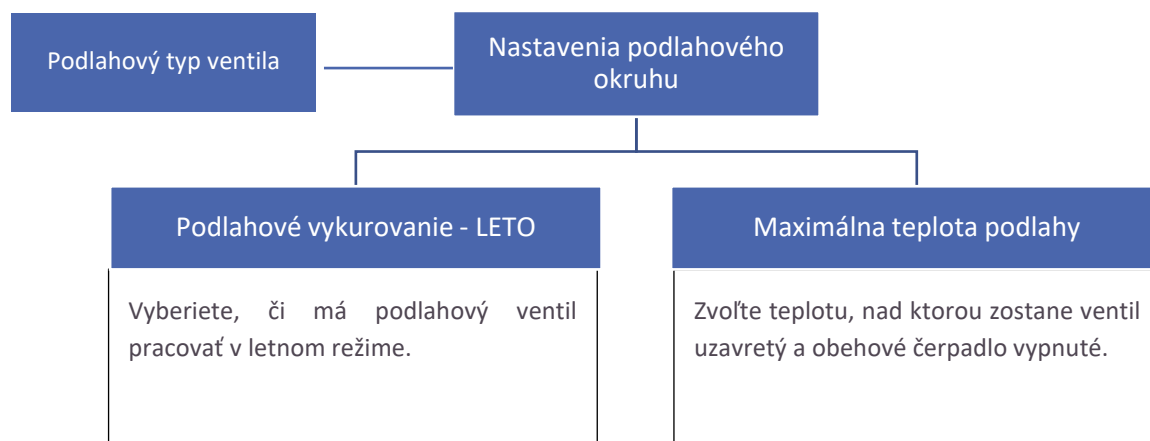 Podlahový typ ventila
Nastavenia podlahového
okruhu
Podlahové vykurovanie - LETO
Maximálna teplota podlahy
Vyberiete, či má podlahový ventil
pracovať v letnom režime.
Zvoľte teplotu, nad ktorou zostane ventil
uzavretý a obehové čerpadlo vypnuté.